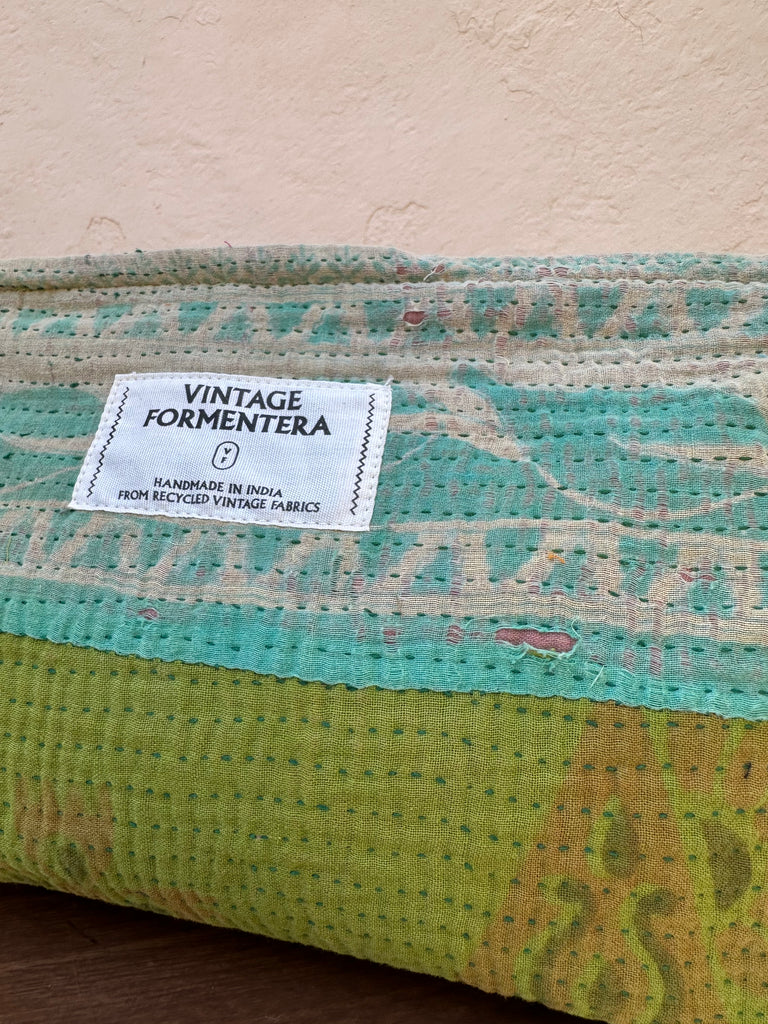 VINTAGE
FORMENTERA
V
F
HANDMADE IN INDIA
FROM RECYCLED VINTAGE FABRICS